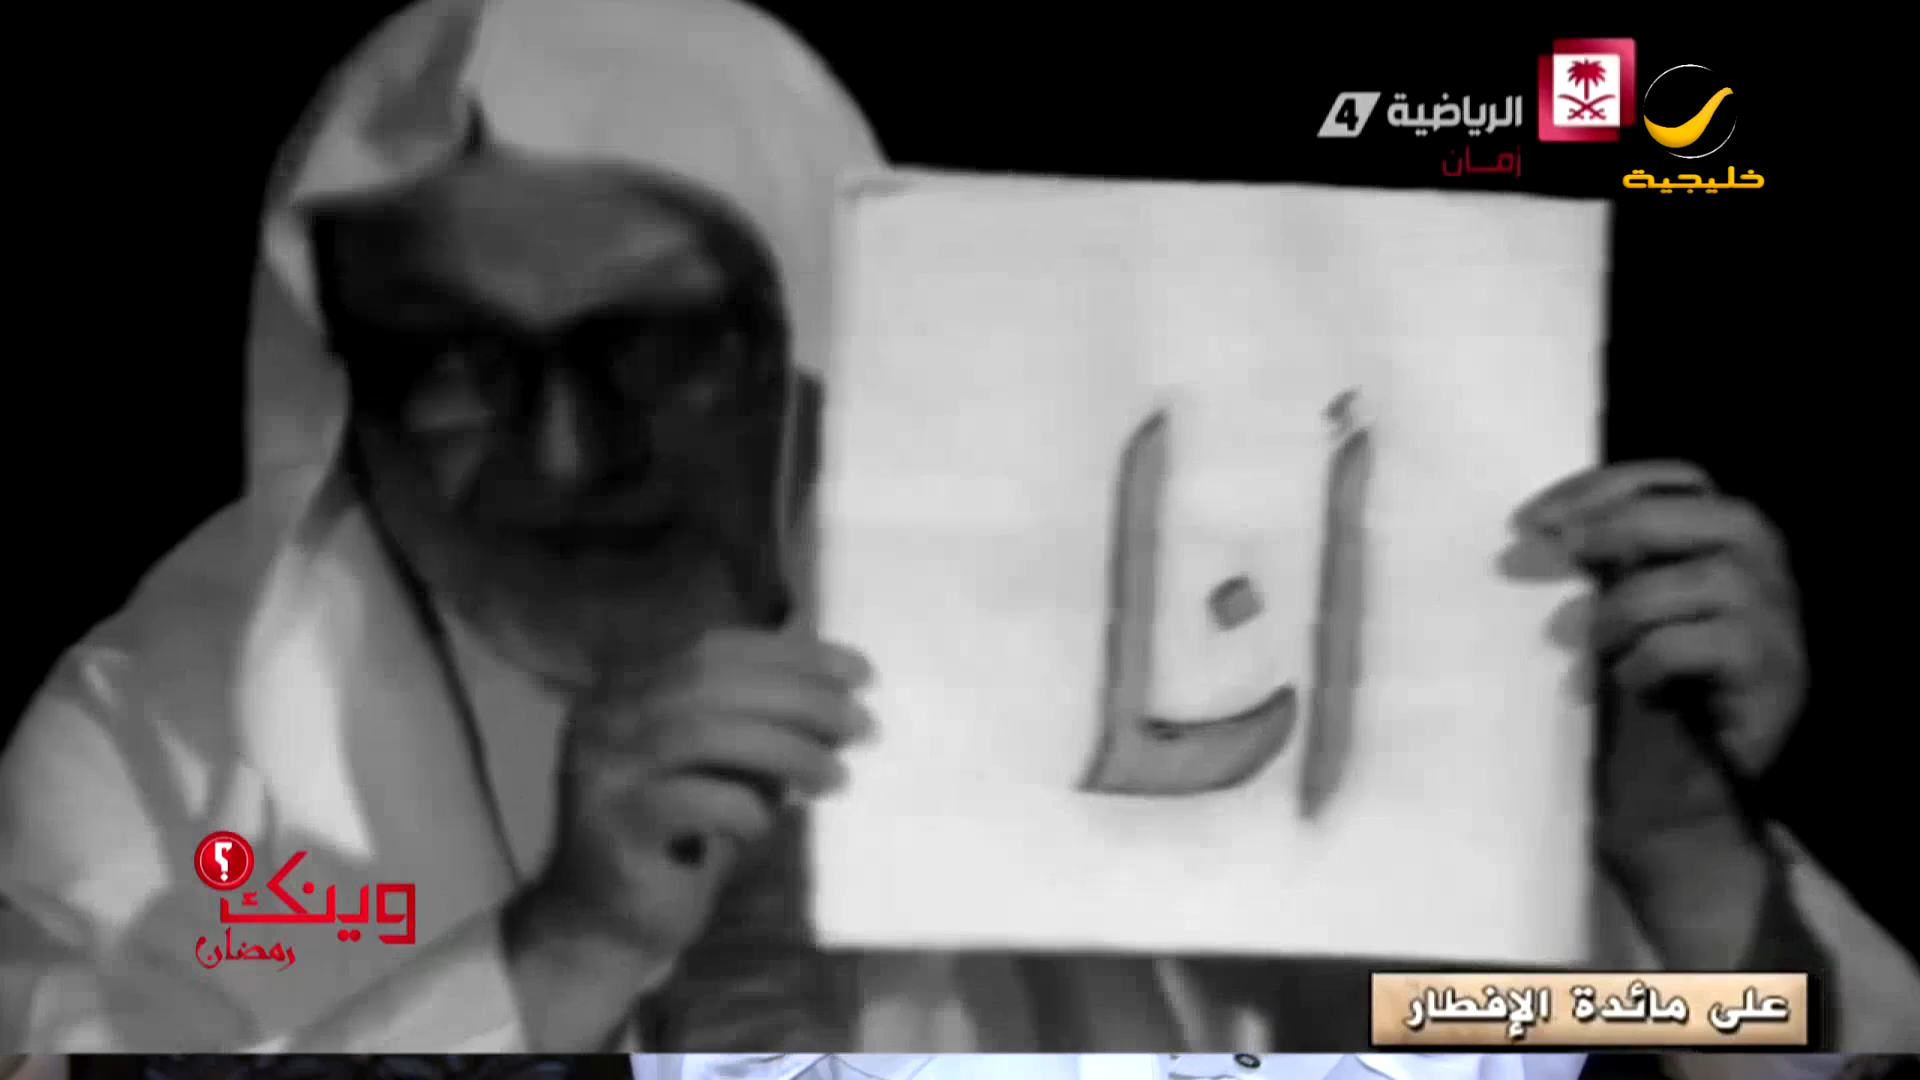 4 الرياضية
زمان
خليجية
أنا
؟
وينك
رمضان
على مائدة الإفطار